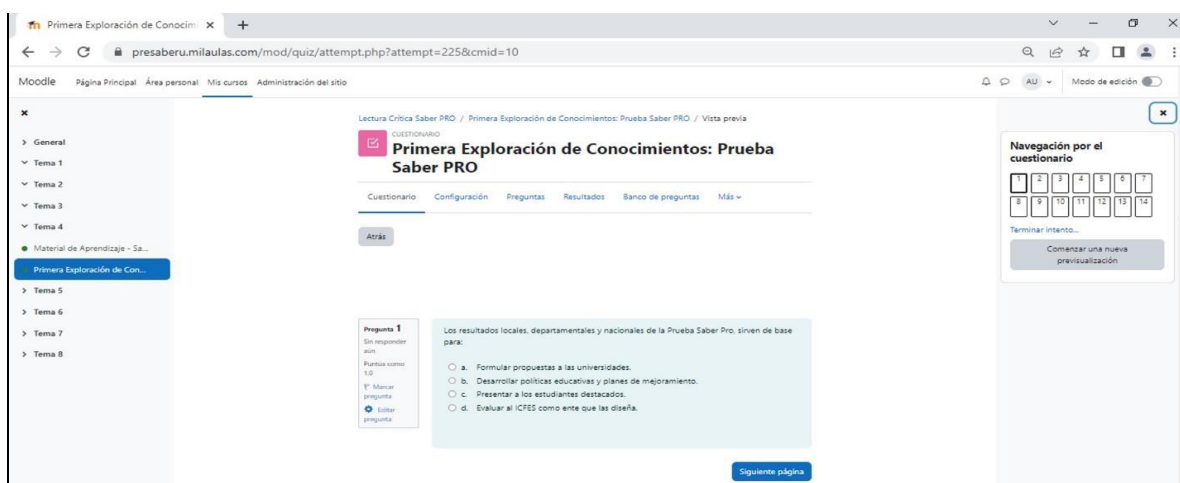 Primera Exploración de Conocim
presaberu.milaulas.com/mod/quiz/attempt.php?attempt=225&cmid=10
Moodle Página Principal Área personal Mis cursos Administración del sitio AU Modo de edición
General
Tema 1
Tema 2
Tema 3
Tema 4
Material de Aprendizaje - Sa...
Primera Exploración de Con...
Tema 5
Tema 6
Tema 7
Tema 8
Lectura Crítica Saber PRO / Primera Exploración de Conocimientos: Prueba Saber PRO / Vista previa
CUESTIONARIO
Primera Exploración de Conocimientos: Prueba
Saber PRO
Cuestionario Configuración Preguntas Resultados Banco de preguntas Más
Atrás
Pregunta 1
Sin responder
aún
Puntúa como
1,0
Marcar
pregunta
Editar
pregunta
Los resultados locales, departamentales y nacionales de la Prueba Saber Pro, sirven de base
para:
a. Formular propuestas a las universidades.
b. Desarrollar políticas educativas y planes de mejoramiento.
c. Presentar a los estudiantes destacados.
d. Evaluar al ICFES como ente que las diseña.
Siguiente página
Navegación por el
cuestionario
1 2 3 4 5 6 7
8 9 10 11 12 13 14
Terminar intento...
Comenzar una nueva
previsualización